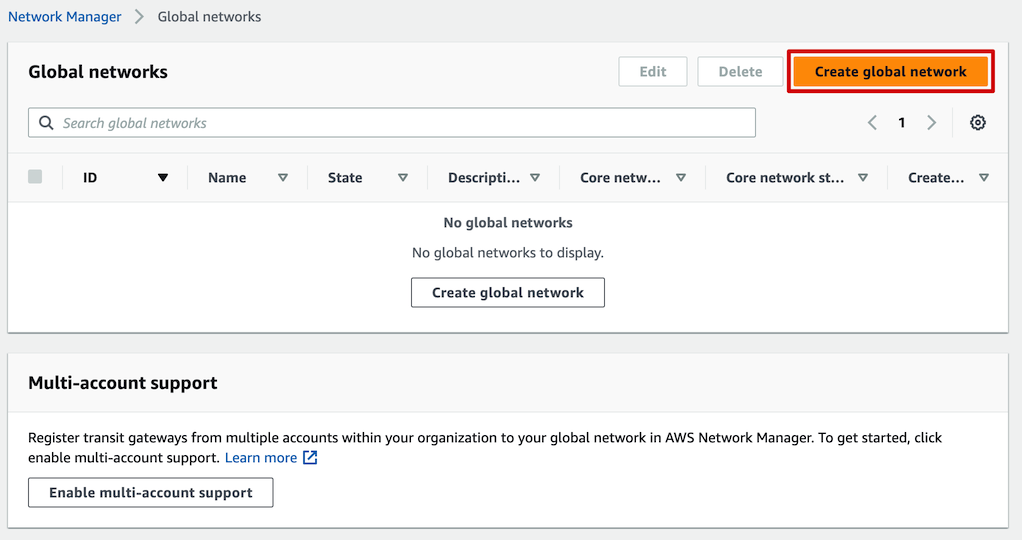 Network Manager > Global networks
Global networks
Edit
Delete
Create global network
Search global networks
1
ID
Name
State
Descripti...
Core netw...
Core network st...
Create...
No global networks
No global networks to display.
Create global network
Multi-account support
Register transit gateways from multiple accounts within your organization to your global network in AWS Network Manager. To get started, click
enable multi-account support. Learn more
Enable multi-account support